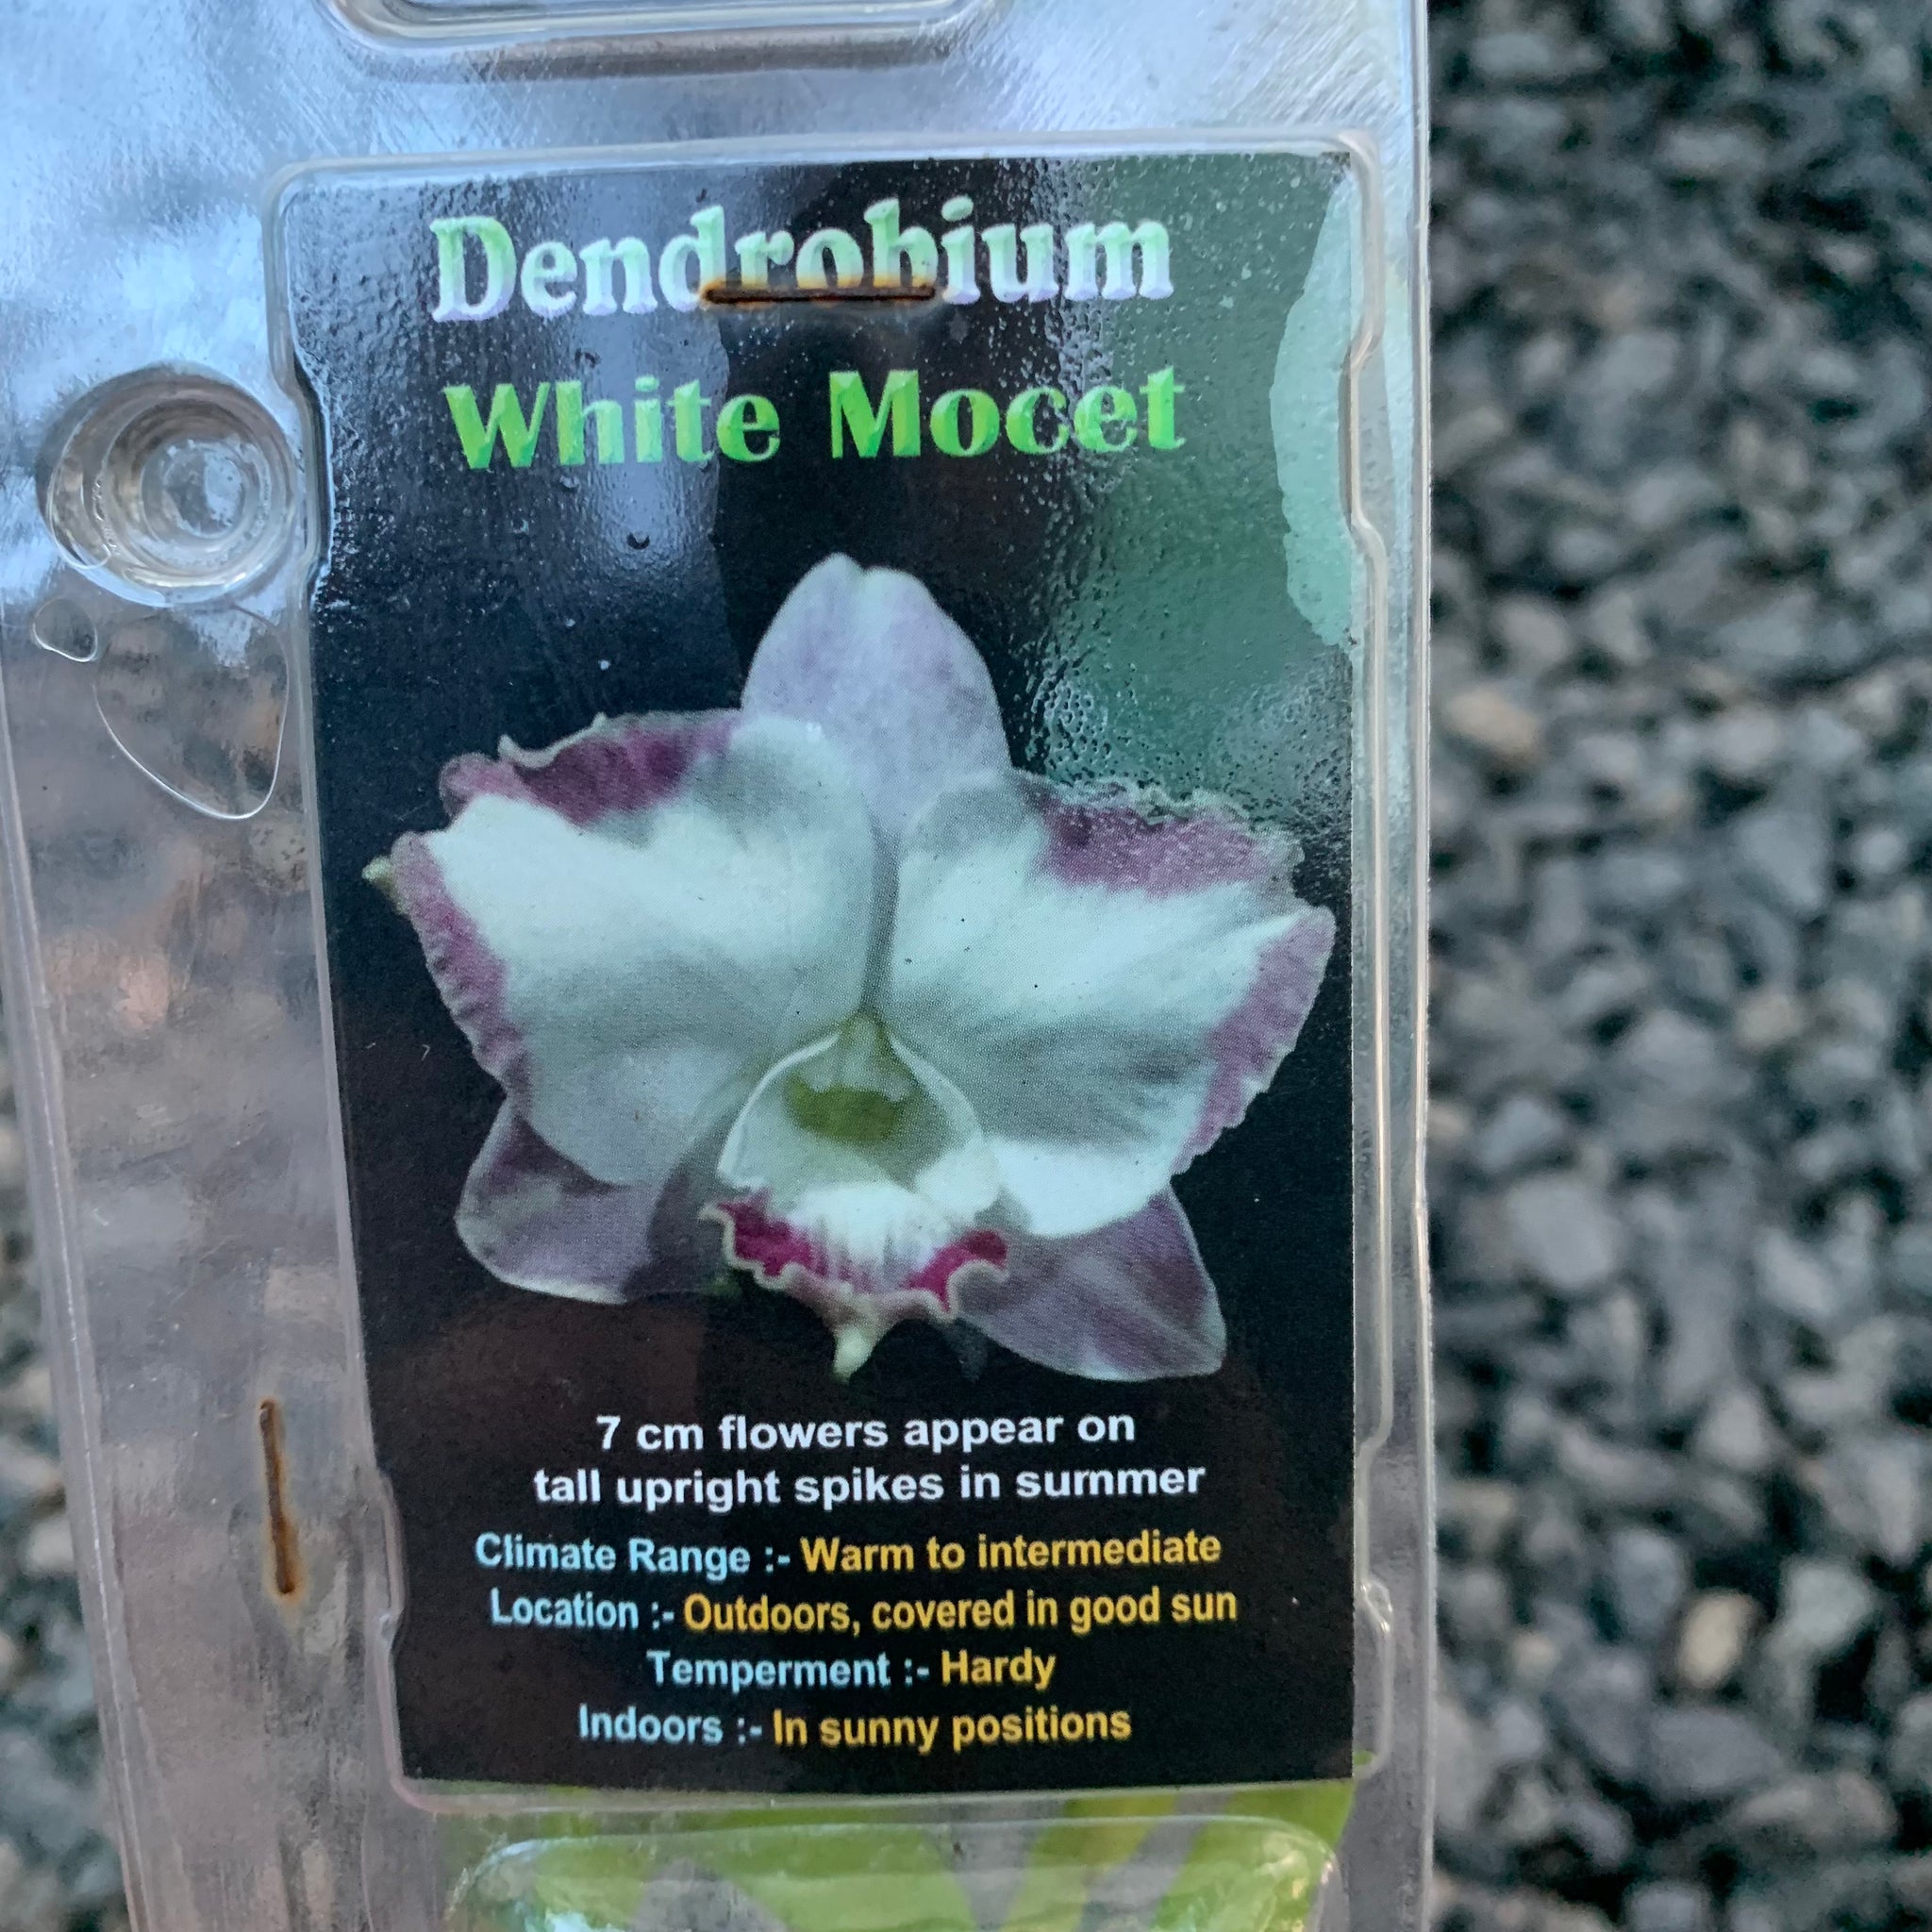 Dendrobium
White Mocet
7 cm flowers appear on
tall upright spikes in summer
Climate Range :- Warm to intermediate
Location :- Outdoors, covered in good sun
Temperment :- Hardy
Indoors :- In sunny positions